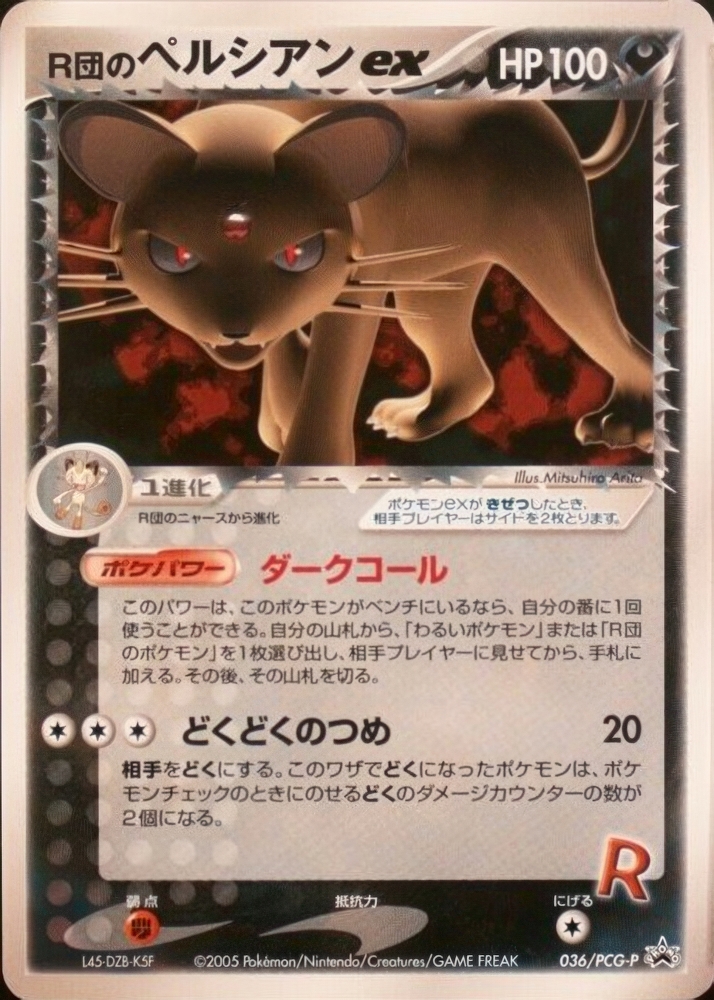 R団のペルシアンex HP100
Illus.Mitsuhiro Arita
1進化
R団のニャースから進化
ポケモンexが きぜつしたとき、
相手プレイヤーはサイドを2枚とります。
ポケパワー ダークコール
このパワーは、このポケモンがベンチにいるなら、自分の番に1回
使うことができる。自分の山札から、「わるいポケモン」または「R団
のポケモン」を1枚選び出し、相手プレイヤーに見せてから、手札に
加える。その後、その山札を切る。
どくどくのつめ 20
相手をどくにする。このワザでどくになったポケモンは、ポケ
モンチェックのときにのせるどくのダメージカウンターの数が
2個になる。
R
弱点 抵抗力 にげる
L45-DZB-K5F ©2005 Pokémon/Nintendo/Creatures/GAME FREAK 036/PCG-P PROMO